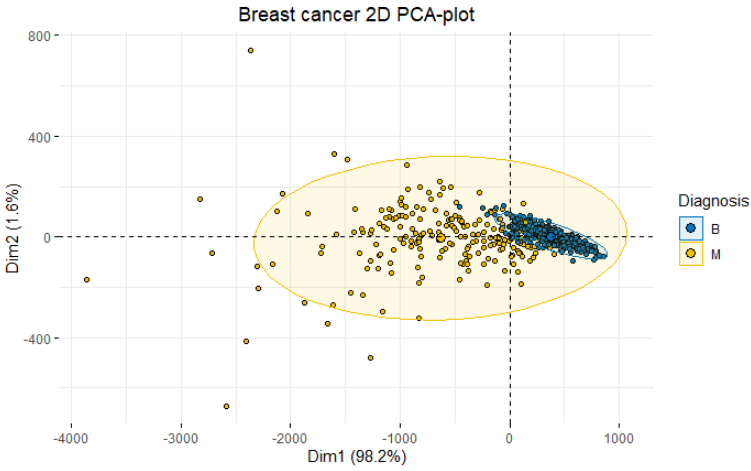 Breast cancer 2D PCA-plot
800
400
0
-400
Dim2 (1.6%)
-4000 -3000 -2000 -1000 0 1000
Dim1 (98.2%)
Diagnosis
B
M